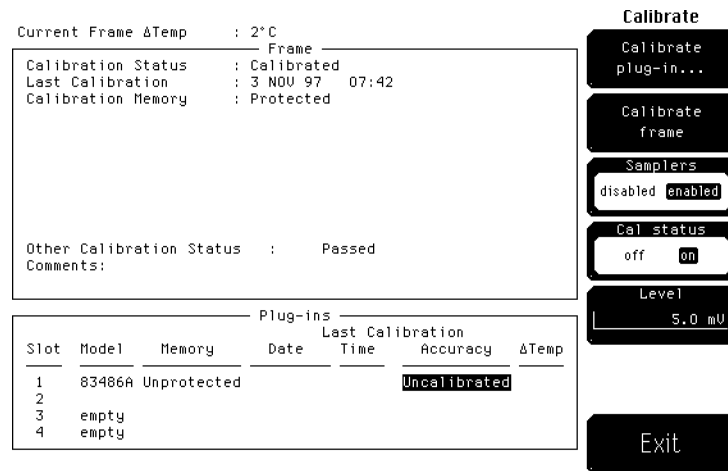 Calibrate
Current Frame ΔTemp : 2°C
Frame
Calibration Status : Calibrated
Last Calibration : 3 NOV 97 07:42
Calibration Memory : Protected
Other Calibration Status : Passed
Comments:
Plug-ins
Last Calibration
Slot Model Memory Date Time Accuracy ΔTemp
1 83486A Unprotected Uncalibrated
2
3 empty
4 empty
Calibrate
plug-in...
Calibrate
frame
Samplers
disabled enabled
Cal status
off on
Level
5.0 mV
Exit